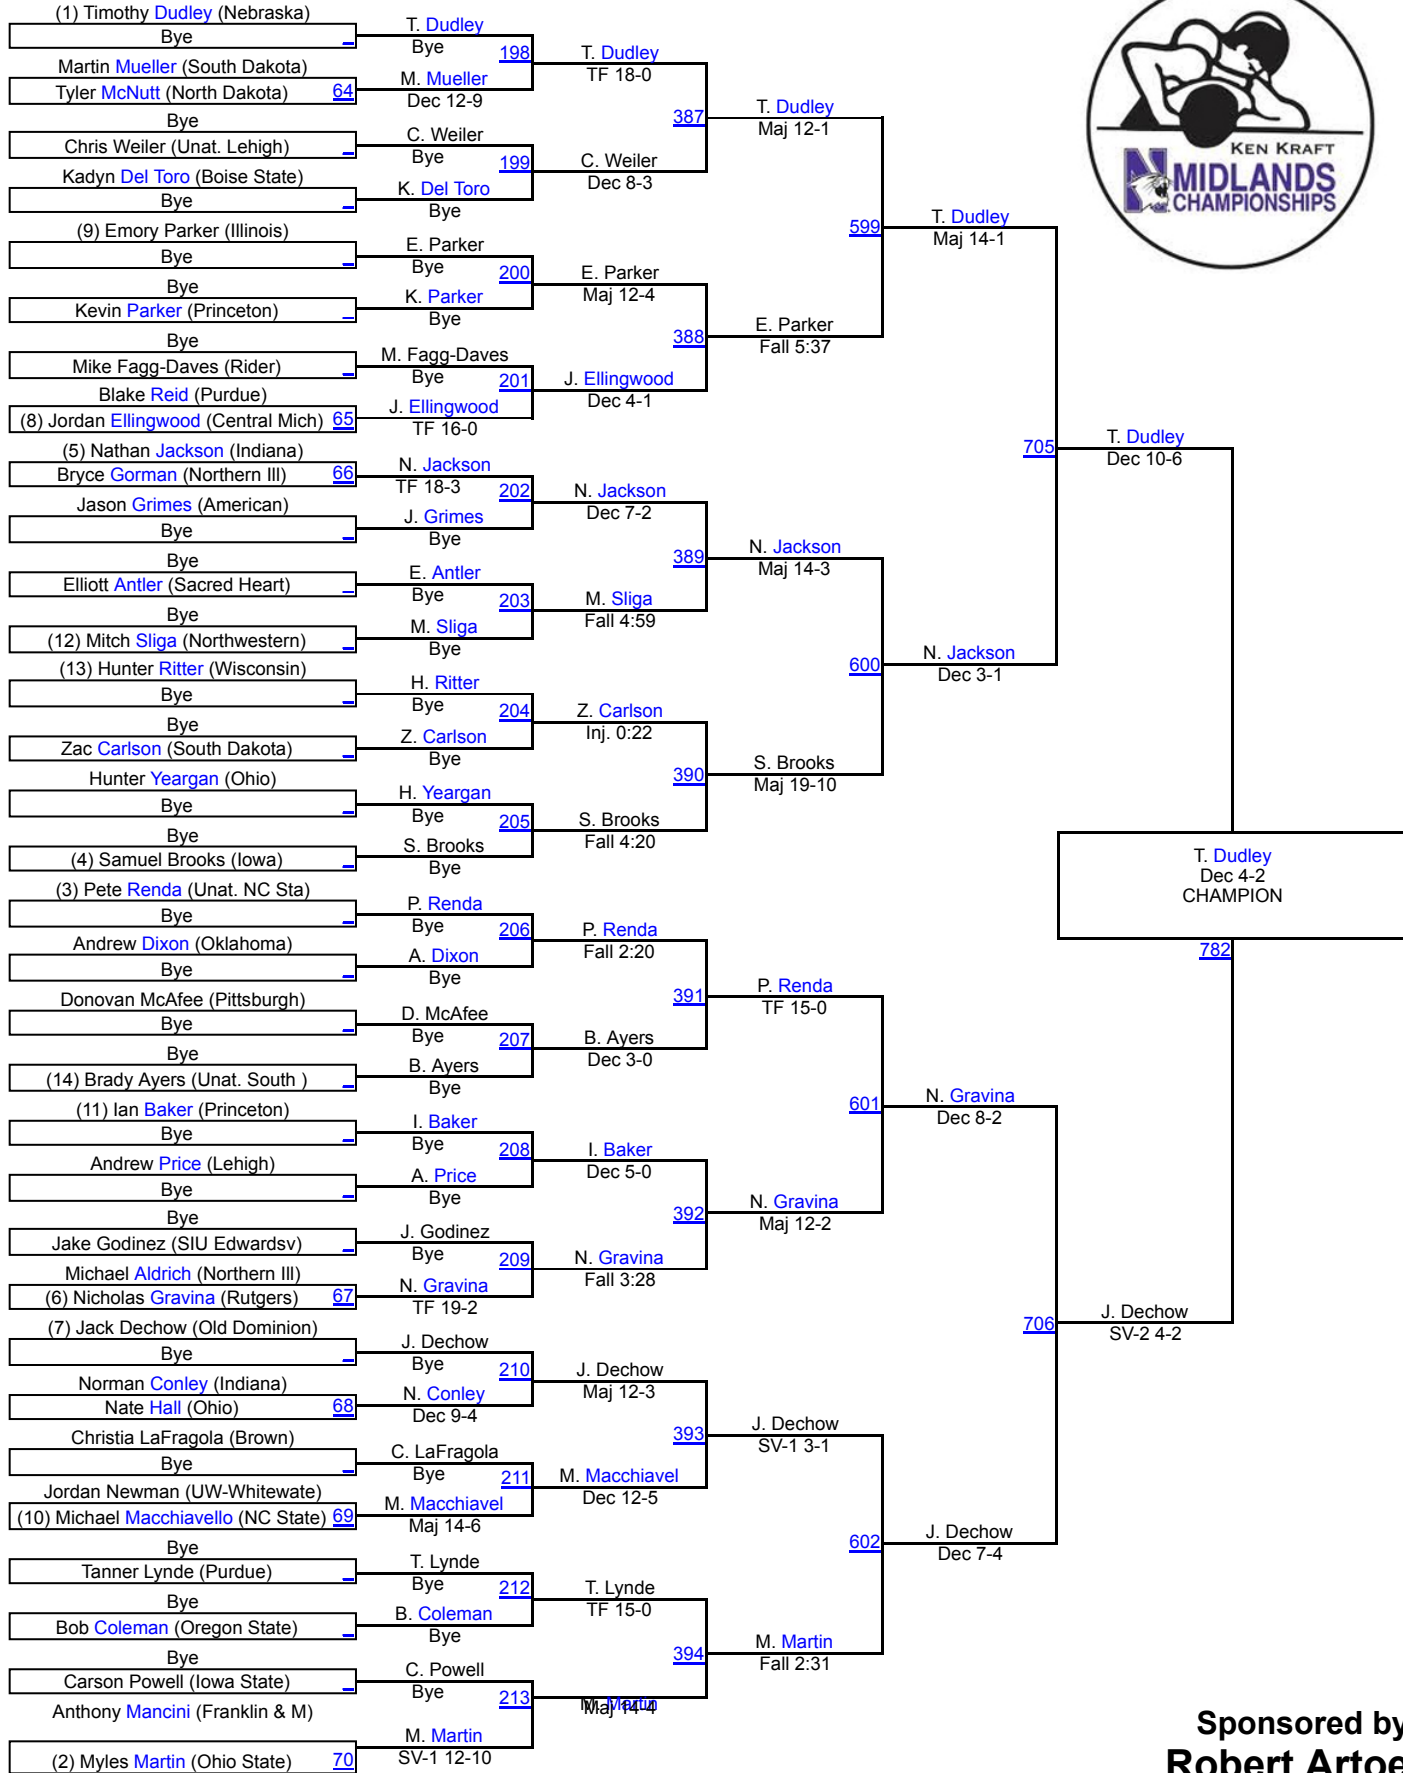 (1) Timothy Dudley (Nebraska)
Bye
Martin Mueller (South Dakota)
Tyler McNutt (North Dakota) 64
Bye
Chris Weiler (Unat. Lehigh)
Kadyn Del Toro (Boise State)
Bye
(9) Emory Parker (Illinois)
Bye
Bye
Kevin Parker (Princeton)
Bye
Mike Fagg-Daves (Rider)
Blake Reid (Purdue)
(8) Jordan Ellingwood (Central Mich) 65
(5) Nathan Jackson (Indiana)
Bryce Gorman (Northern Ill) 66
Jason Grimes (American)
Bye
Bye
Elliott Antler (Sacred Heart)
Bye
(12) Mitch Sliga (Northwestern)
(13) Hunter Ritter (Wisconsin)
Bye
Bye
Zac Carlson (South Dakota)
Hunter Yeargan (Ohio)
Bye
Bye
(4) Samuel Brooks (Iowa)
(3) Pete Renda (Unat. NC Sta)
Bye
Andrew Dixon (Oklahoma)
Bye
Donovan McAfee (Pittsburgh)
Bye
Bye
(14) Brady Ayers (Unat. South )
(11) Ian Baker (Princeton)
Bye
Andrew Price (Lehigh)
Bye
Bye
Jake Godinez (SIU Edwardsv)
Michael Aldrich (Northern Ill)
(6) Nicholas Gravina (Rutgers) 67
(7) Jack Dechow (Old Dominion)
Bye
Norman Conley (Indiana)
Nate Hall (Ohio) 68
Christia LaFragola (Brown)
Bye
Jordan Newman (UW-Whitewate)
(10) Michael Macchiavello (NC State) 69
Bye
Tanner Lynde (Purdue)
Bye
Bob Coleman (Oregon State)
Bye
Carson Powell (Iowa State)
Anthony Mancini (Franklin & M)
(2) Myles Martin (Ohio State) 70
T. Dudley
Bye
198
M. Mueller
Dec 12-9
C. Weiler
Bye
199
K. Del Toro
Bye
E. Parker
Bye
200
K. Parker
Bye
M. Fagg-Daves
Bye
201
J. Ellingwood
TF 16-0
N. Jackson
TF 18-3
202
J. Grimes
Bye
E. Antler
Bye
203
M. Sliga
Bye
H. Ritter
Bye
204
Z. Carlson
Bye
H. Yeargan
Bye
205
S. Brooks
Bye
P. Renda
Bye
206
A. Dixon
Bye
D. McAfee
Bye
207
B. Ayers
Bye
I. Baker
Bye
208
A. Price
Bye
J. Godinez
Bye
209
N. Gravina
TF 19-2
J. Dechow
Bye
210
N. Conley
Dec 9-4
C. LaFragola
Bye
211
M. Macchiavel
Maj 14-6
T. Lynde
Bye
212
B. Coleman
Bye
C. Powell
Bye
213
M. Martin
SV-1 12-10
T. Dudley
TF 18-0
387
C. Weiler
Dec 8-3
E. Parker
Maj 12-4
388
J. Ellingwood
Dec 4-1
N. Jackson
Dec 7-2
389
M. Sliga
Fall 4:59
Z. Carlson
Inj. 0:22
390
S. Brooks
Fall 4:20
P. Renda
Fall 2:20
391
B. Ayers
Dec 3-0
I. Baker
Dec 5-0
392
N. Gravina
Fall 3:28
J. Dechow
Maj 12-3
393
M. Macchiavel
Dec 12-5
T. Lynde
TF 15-0
394
M. Martin
Maj 14-4
T. Dudley
Maj 12-1
599
E. Parker
Fall 5:37
N. Jackson
Maj 14-3
600
S. Brooks
Maj 19-10
P. Renda
TF 15-0
601
N. Gravina
Maj 12-2
J. Dechow
SV-1 3-1
602
M. Martin
Fall 2:31
T. Dudley
Maj 14-1
705
N. Jackson
Dec 3-1
N. Gravina
Dec 8-2
706
J. Dechow
Dec 7-4
T. Dudley
Dec 10-6
J. Dechow
SV-2 4-2
T. Dudley
Dec 4-2
CHAMPION
782
KEN KRAFT
N MIDLANDS
CHAMPIONSHIPS
Sponsored by
Robert Artoe